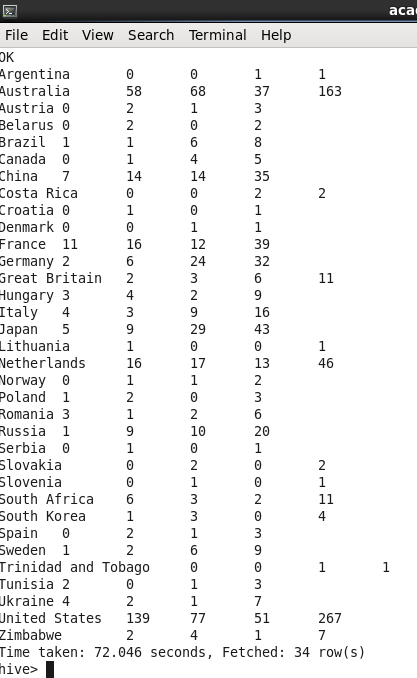 aca
File Edit View Search Terminal Help
OK
Argentina 0 0 1 1
Australia 58 68 37 163
Austria 0 2 1 3
Belarus 0 2 0 2
Brazil 1 1 6 8
Canada 0 1 4 5
China 7 14 14 35
Costa Rica 0 0 2 2
Croatia 0 1 0 1
Denmark 0 0 1 1
France 11 16 12 39
Germany 2 6 24 32
Great Britain 2 3 6 11
Hungary 3 4 2 9
Italy 4 3 9 16
Japan 5 9 29 43
Lithuania 1 0 0 1
Netherlands 16 17 13 46
Norway 0 1 1 2
Poland 1 2 0 3
Romania 3 1 2 6
Russia 1 9 10 20
Serbia 0 1 0 1
Slovakia 0 2 0 2
Slovenia 0 1 0 1
South Africa 6 3 2 11
South Korea 1 3 0 4
Spain 0 2 1 3
Sweden 1 2 6 9
Trinidad and Tobago 0 0 1 1
Tunisia 2 0 1 3
Ukraine 4 2 1 7
United States 139 77 51 267
Zimbabwe 2 4 1 7
Time taken: 72.046 seconds, Fetched: 34 row(s)
hive>